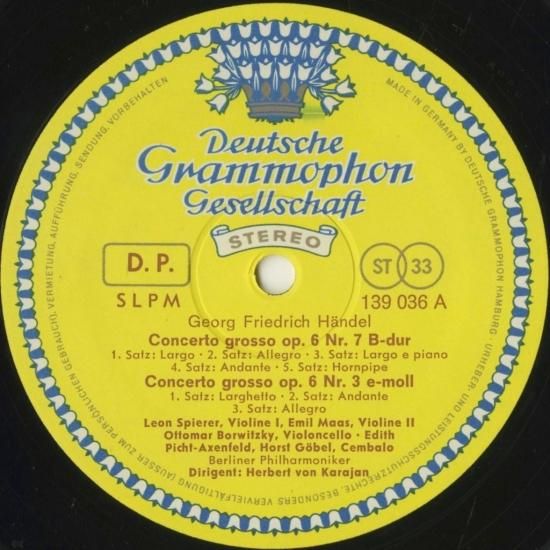 Deutsche
Grammophon
Gesellschaft
STEREO
D. P.
SLPM
ST 33
139 036 A
Georg Friedrich Händel
Concerto grosso op. 6 Nr. 7 B-dur
1. Satz: Largo · 2. Satz: Allegro · 3. Satz: Largo e piano
4. Satz: Andante · 5. Satz: Hornpipe
Concerto grosso op. 6 Nr. 3 e-moll
1. Satz: Larghetto · 2. Satz: Andante
3. Satz: Allegro
Leon Spierer, Violine I, Emil Maas, Violine II
Ottomar Borwitzky, Violoncello · Edith
Picht-Axenfeld, Horst Göbel, Cembalo
Berliner Philharmoniker
Dirigent: Herbert von Karajan
MADE IN GERMANY BY DEUTSCHE GRAMMOPHON HAMBURG · URHEBER- UND LEISTUNGSSCHUTZRECHTE, BESONDERS VERVIELFÄLTIGUNG (AUSSER ZUM PERSÖNLICHEN GEBRAUCH), VERMIETUNG, AUFFÜHRUNG, SENDUNG, VORBEHALTEN